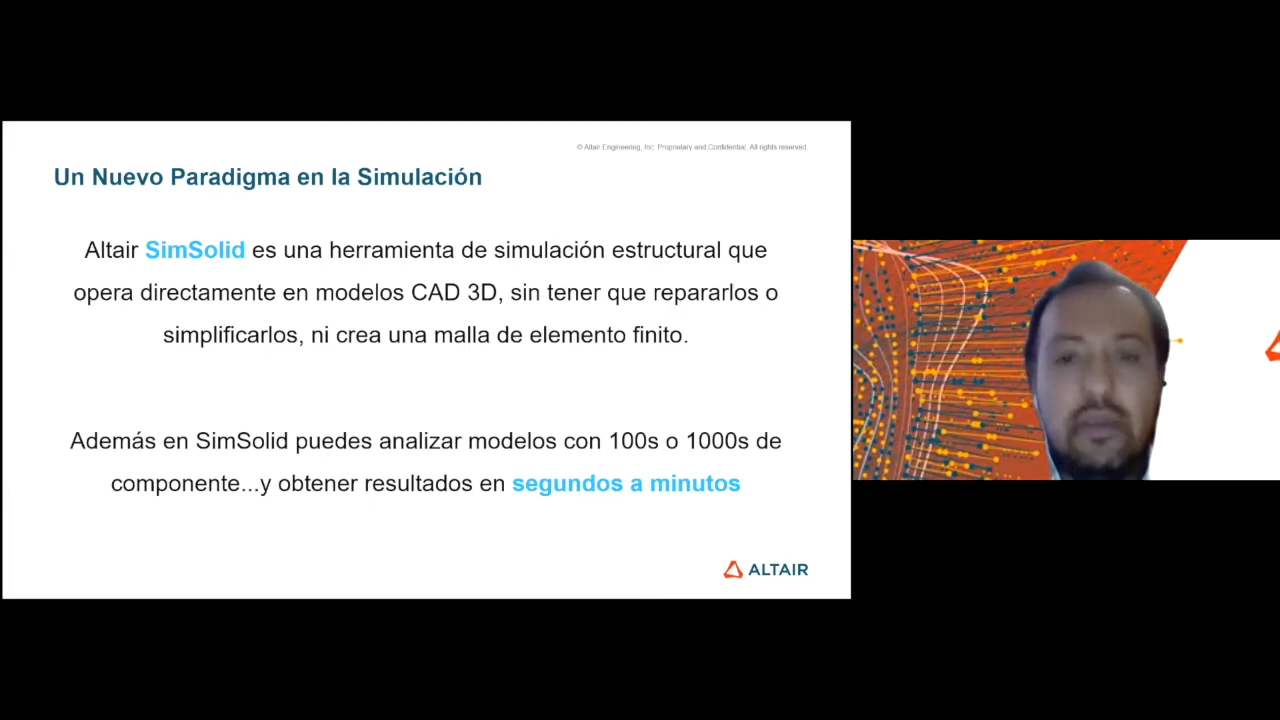 © Altair Engineering, Inc. Proprietary and Confidential. All rights reserved.
Un Nuevo Paradigma en la Simulación
Altair SimSolid es una herramienta de simulación estructural que
opera directamente en modelos CAD 3D, sin tener que repararlos o
simplificarlos, ni crea una malla de elemento finito.
Además en SimSolid puedes analizar modelos con 100s o 1000s de
componente...y obtener resultados en segundos a minutos
ALTAIR